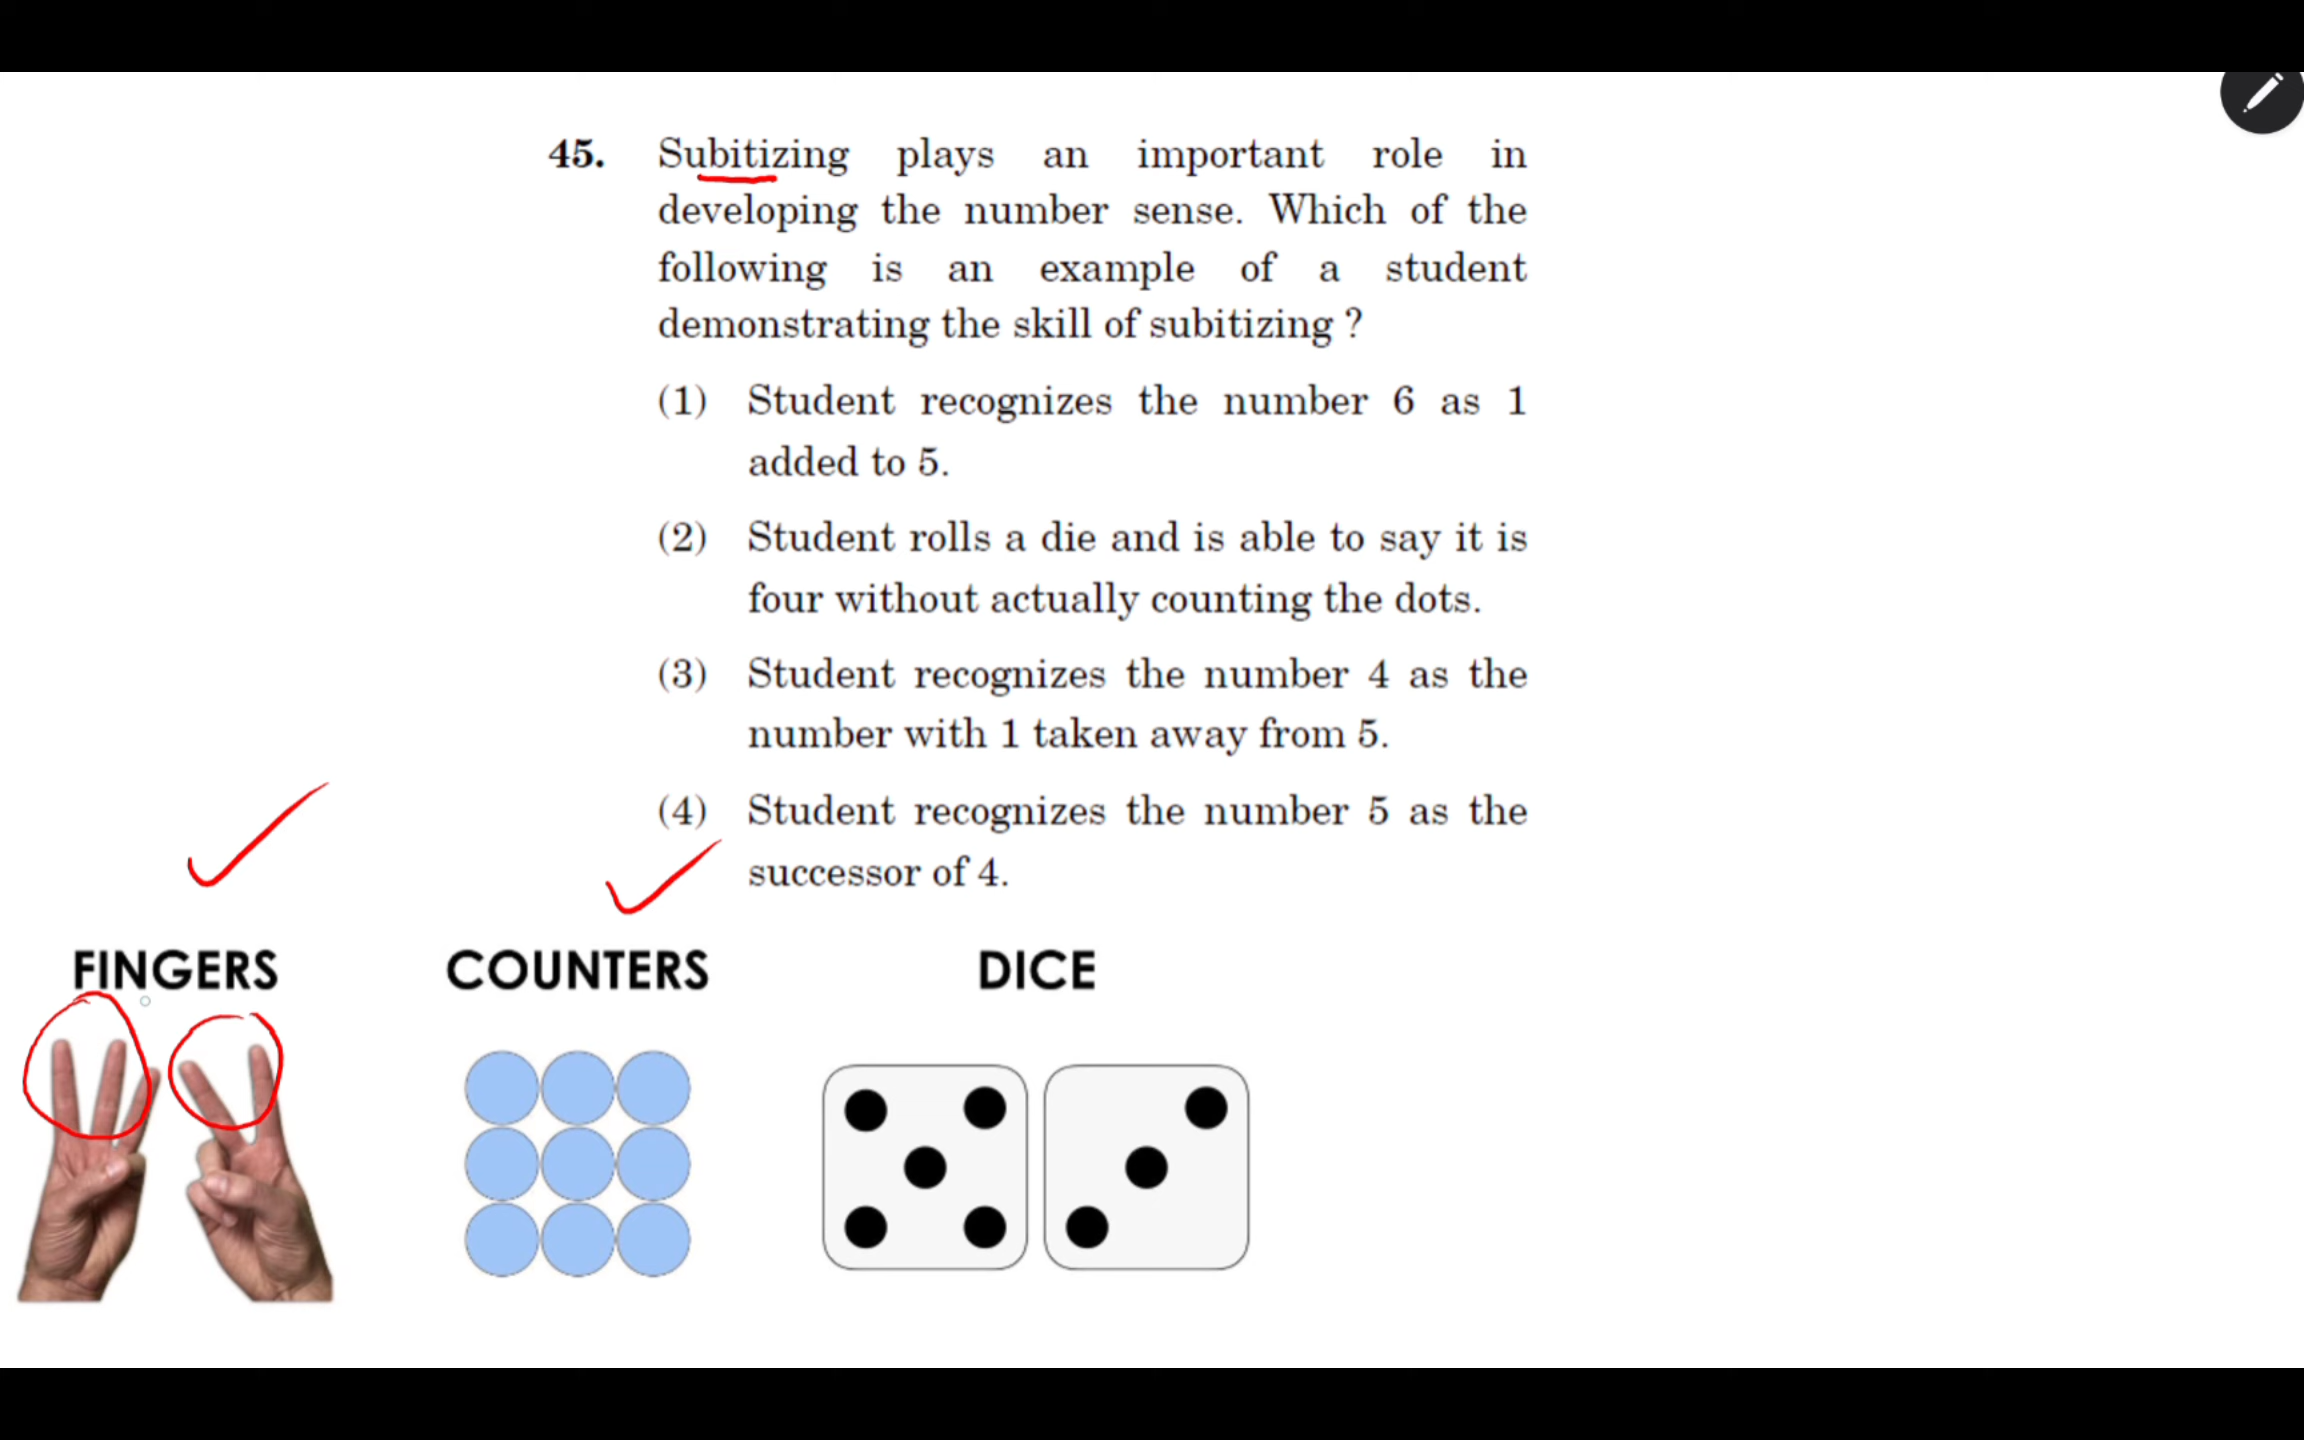 45. Subitizing plays an important role in
developing the number sense. Which of the
following is an example of a student
demonstrating the skill of subitizing ?
(1) Student recognizes the number 6 as 1
added to 5.
(2) Student rolls a die and is able to say it is
four without actually counting the dots.
(3) Student recognizes the number 4 as the
number with 1 taken away from 5.
(4) Student recognizes the number 5 as the
successor of 4.
FINGERS COUNTERS DICE